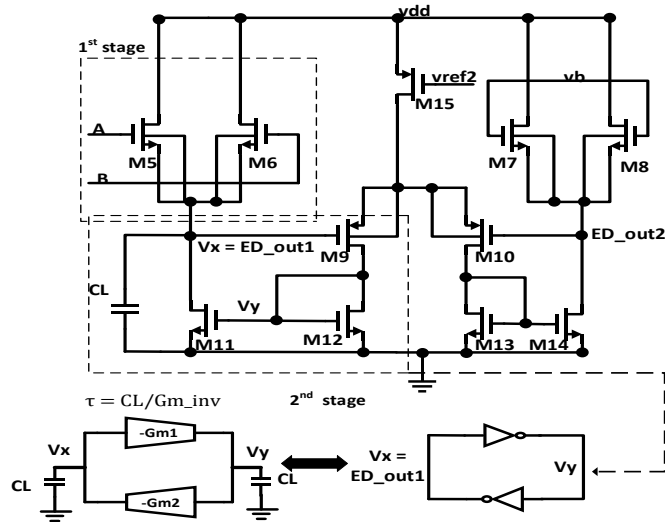 vdd
1st stage
vref2
vb
M15
A
M5
M6
M7
M8
B
Vx = ED_out1
M9
M10
ED_out2
CL
Vy
M11
M12
M13
M14
τ = CL/Gm_inv
2nd stage
Vx
-Gm1
Vy
CL
-Gm2
CL
Vx =
ED_out1
Vy